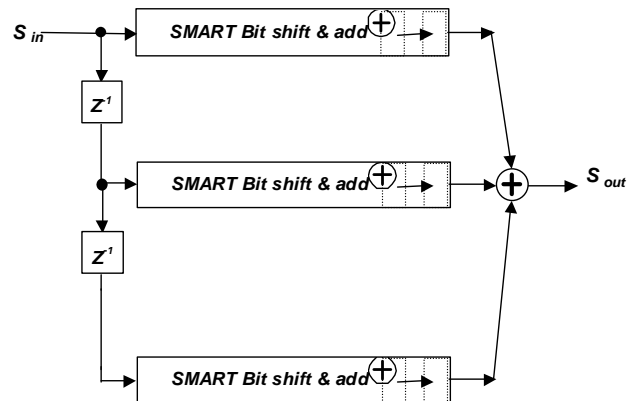 S in
SMART Bit shift & add
Z-1
SMART Bit shift & add
S out
Z-1
SMART Bit shift & add